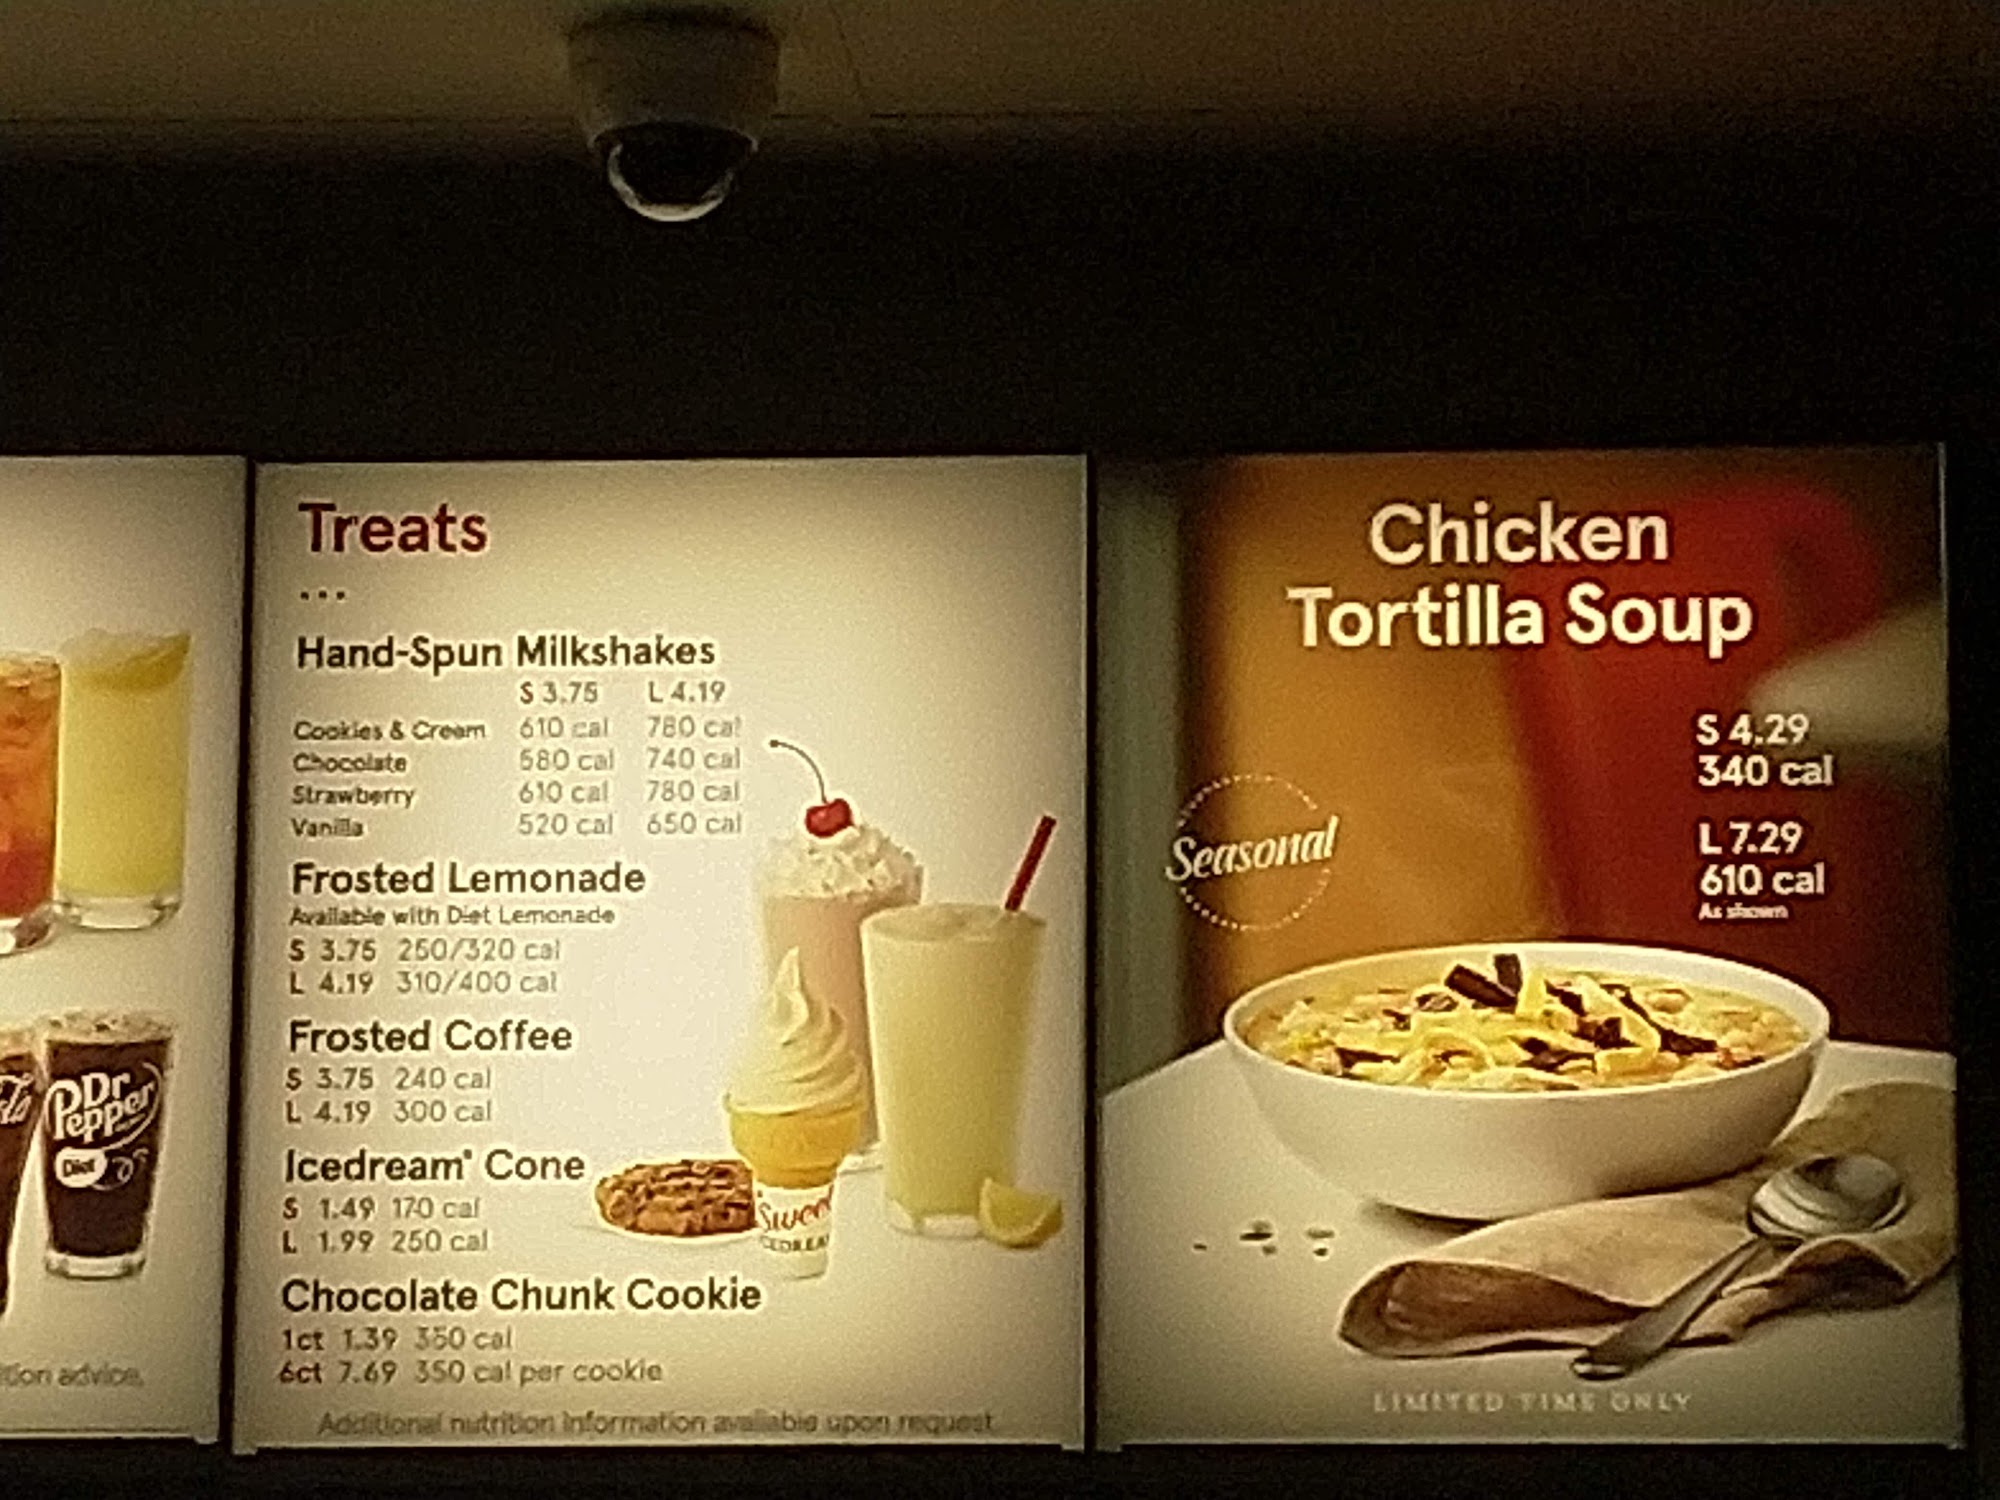 Treats
Hand-Spun Milkshakes
S 3.75 L 4.19
Cookies & Cream 610 cal 780 cal
Chocolate 580 cal 740 cal
Strawberry 610 cal 780 cal
Vanilla 520 cal 650 cal
Frosted Lemonade
Available with Diet Lemonade
S 3.75 250/320 cal
L 4.19 310/400 cal
Frosted Coffee
S 3.75 240 cal
L 4.19 300 cal
Icedream® Cone
S 1.49 170 cal
L 1.99 250 cal
Chocolate Chunk Cookie
1ct 1.39 350 cal
6ct 7.69 350 cal per cookie
Additional nutrition information available upon request.
Chicken
Tortilla Soup
S 4.29
340 cal
L 7.29
610 cal
As shown
Seasonal
LIMITED TIME ONLY
Dr
Pepper
Diet
advice.
Sweet